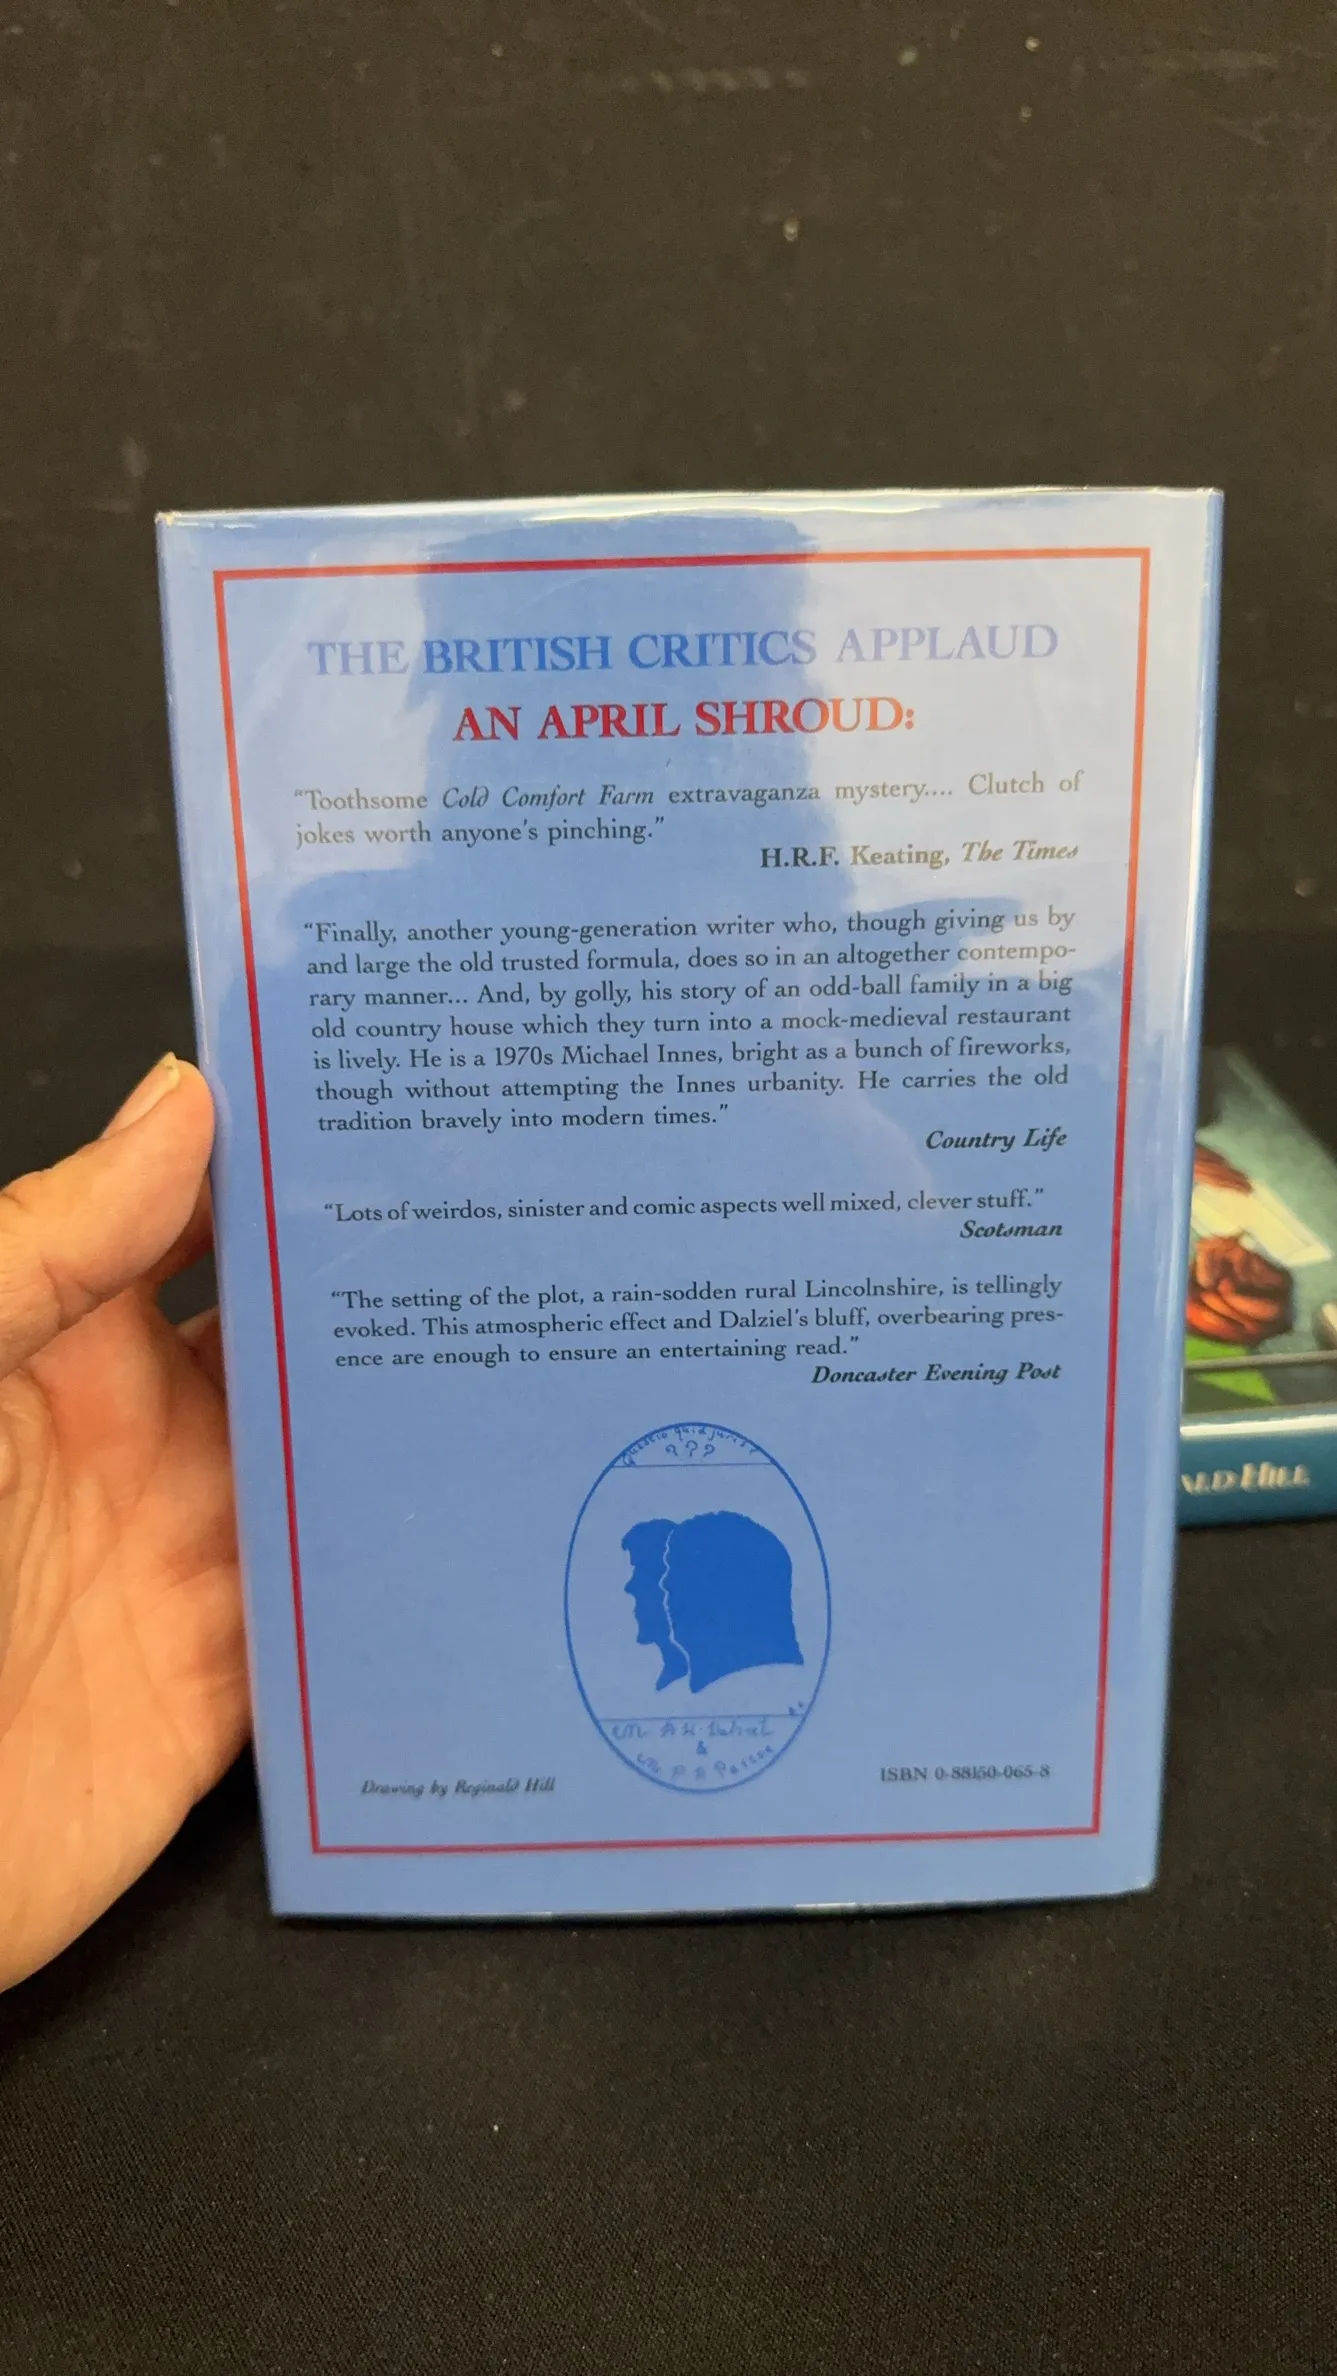 THE BRITISH CRITICS APPLAUD
AN APRIL SHROUD:
“Toothsome Cold Comfort Farm extravaganza mystery.... Clutch of
jokes worth anyone's pinching.”
H.R.F. Keating, The Times
“Finally, another young-generation writer who, though giving us by
and large the old trusted formula, does so in an altogether contempo-
rary manner... And, by golly, his story of an odd-ball family in a big
old country house which they turn into a mock-medieval restaurant
is lively. He is a 1970s Michael Innes, bright as a bunch of fireworks,
though without attempting the Innes urbanity. He carries the old
tradition bravely into modern times.”
Country Life
“Lots of weirdos, sinister and comic aspects well mixed, clever stuff.”
Scotsman
“The setting of the plot, a rain-sodden rural Lincolnshire, is tellingly
evoked. This atmospheric effect and Dalziel's bluff, overbearing pres-
ence are enough to ensure an entertaining read.”
Doncaster Evening Post
quid juris?
???
&
Drawing by Reginald Hill
ISBN 0-88150-065-8
ALD HILL